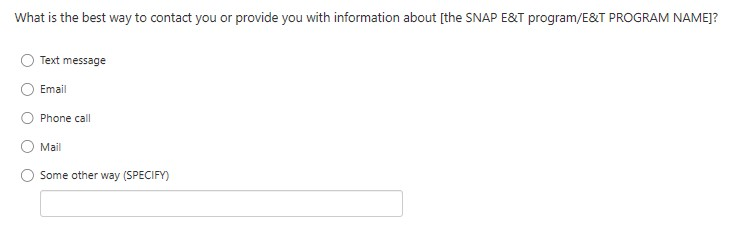 What is the best way to contact you or provide you with information about [the SNAP E&T program/E&T PROGRAM NAME]?
Text message
Email
Phone call
Mail
Some other way (SPECIFY)